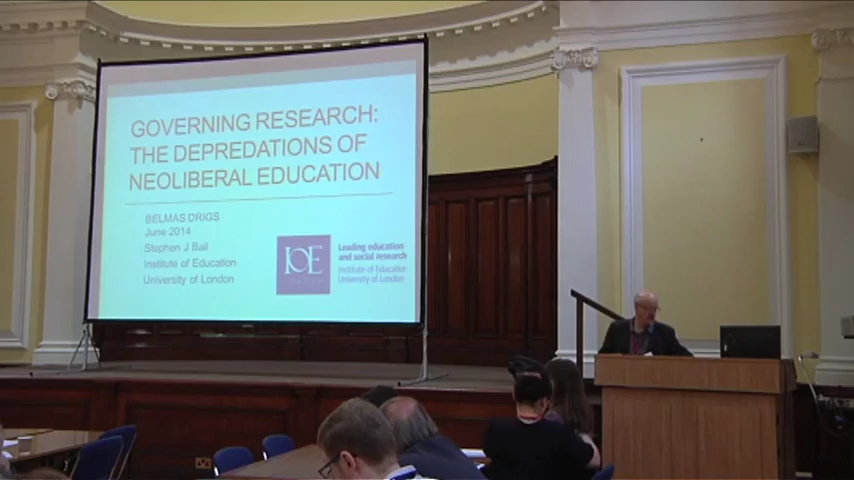 GOVERNING RESEARCH:
THE DEPREDATIONS OF
NEOLIBERAL EDUCATION
BELMAS DRIGS
June 2014
Stephen J Ball
Institute of Education
University of London
IOE
Leading education
and social research
Institute of Education
University of London